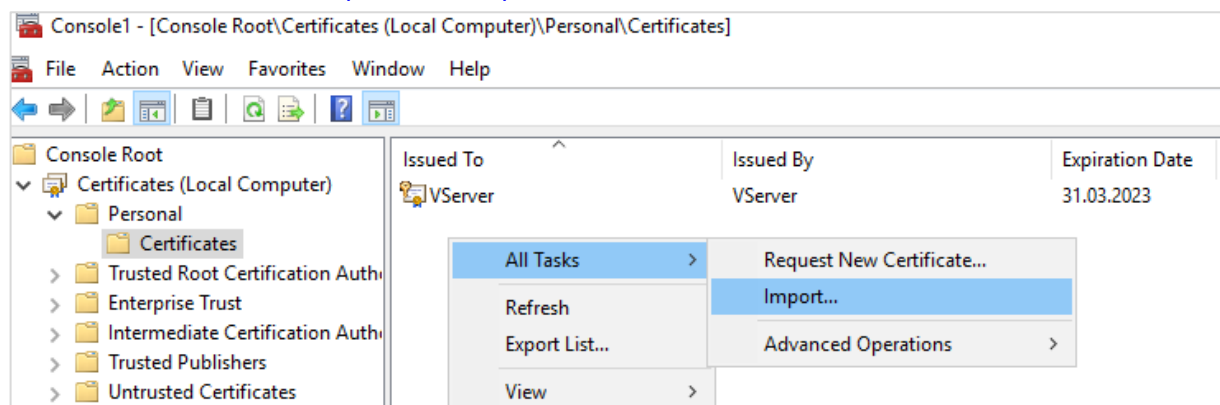 Console1 - [Console Root\Certificates (Local Computer)\Personal\Certificates]
File Action View Favorites Window Help
Console Root
Certificates (Local Computer)
Personal
Certificates
Trusted Root Certification Auth
Enterprise Trust
Intermediate Certification Auth
Trusted Publishers
Untrusted Certificates
Issued To Issued By Expiration Date
VServer VServer 31.03.2023
All Tasks
Refresh
Export List...
View
Request New Certificate...
Import...
Advanced Operations